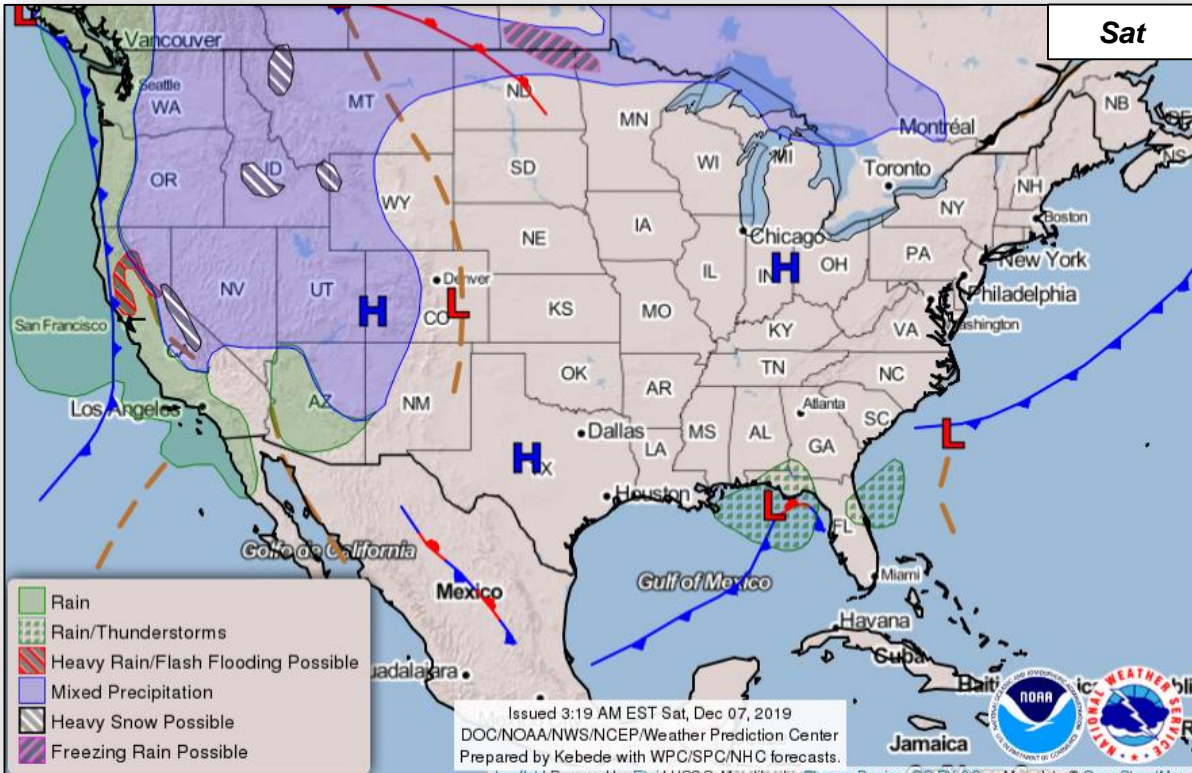 Sat
Vancouver
Seattle
WA
MT
ND
MN
Montréal
NB
OR
ID
SD
WI
MI
Toronto
NH
WY
NY
Boston
NE
IA
Chicago
PA
New York
NV
UT
Denver
IL
IN
OH
Philadelphia
H
CO
L
KS
MO
H
San Francisco
KY
VA
TN
NC
Los Angeles
AZ
NM
OK
AR
Atlanta
SC
Dallas
MS
AL
GA
L
H
TX
LA
Houston
L
FL
Golfo de California
Gulf of Mexico
Miami
Mexico
Havana
Cuba
Jamaica
Rain
Rain/Thunderstorms
Heavy Rain/Flash Flooding Possible
Mixed Precipitation
Heavy Snow Possible
Freezing Rain Possible
Issued 3:19 AM EST Sat, Dec 07, 2019
DOC/NOAA/NWS/NCEP/Weather Prediction Center
Prepared by Kebede with WPC/SPC/NHC forecasts.
NOAA
NATIONAL WEATHER SERVICE